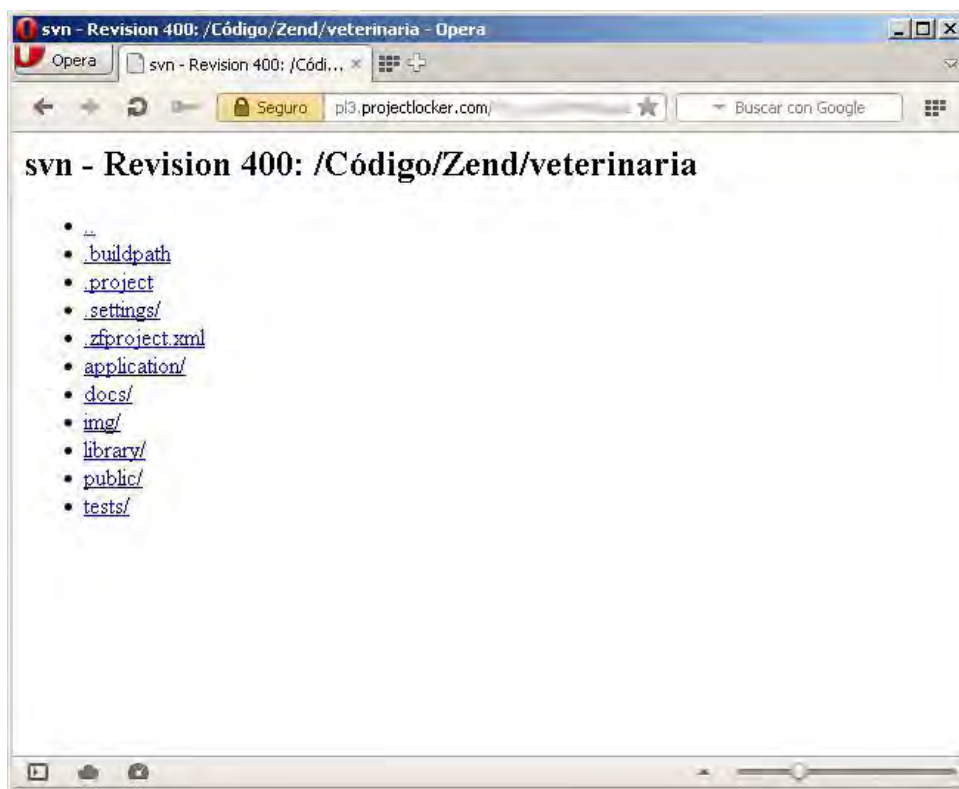 svn - Revision 400: /Código/Zend/veterinaria - Opera
Opera
svn - Revision 400: /Códi...
Seguro
pl3.projectlocker.com/
Buscar con Google
svn - Revision 400: /Código/Zend/veterinaria
..
.buildpath
.project
.settings/
.zfproject.xml
application/
docs/
img/
library/
public/
tests/